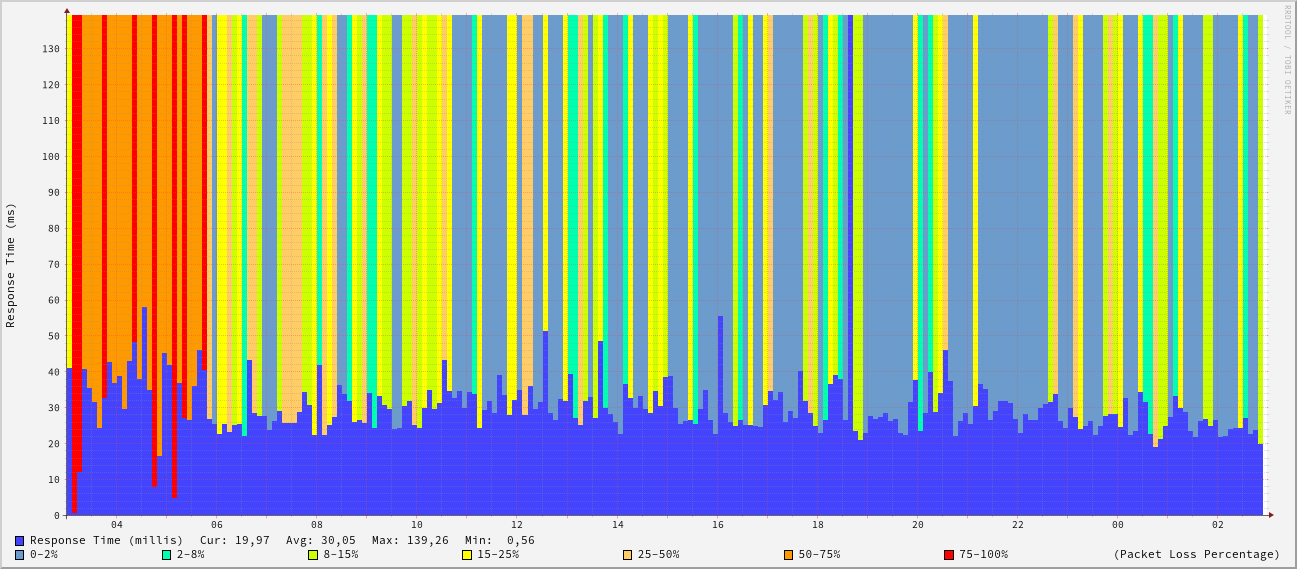 RRDTOOL / TOBI OETIKER
Response Time (ms)
130
120
110
100
90
80
70
60
50
40
30
20
10
0
04 06 08 10 12 14 16 18 20 22 00 02
Response Time (millis) Cur: 19,97 Avg: 30,05 Max: 139,26 Min: 0,56
0-2% 2-8% 8-15% 15-25% 25-50% 50-75% 75-100% (Packet Loss Percentage)